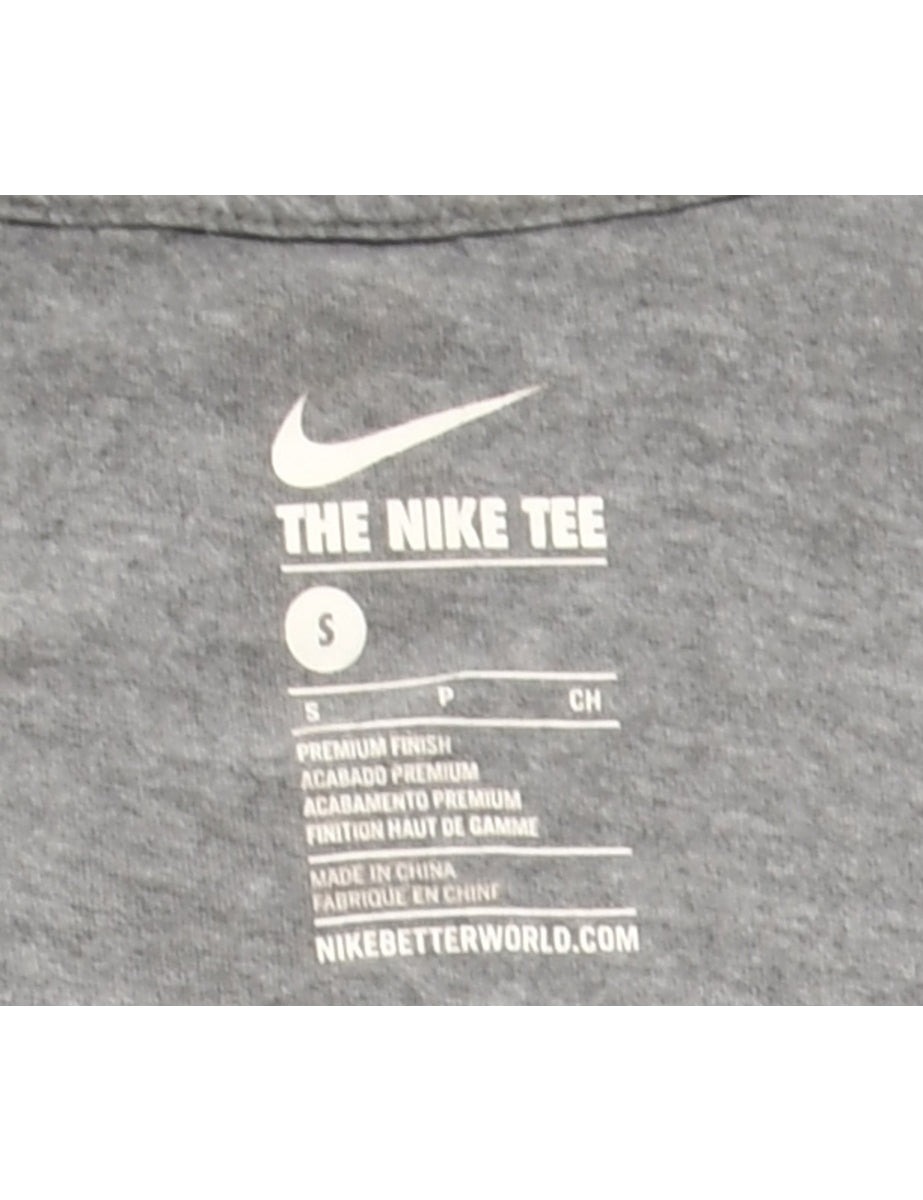 THE NIKE TEE
S
S P CH
PREMIUM FINISH
ACABADO PREMIUM
ACABAMENTO PREMIUM
FINITION HAUT DE GAMME
MADE IN CHINA
FABRIQUE EN CHINE
NIKEBETTERWORLD.COM